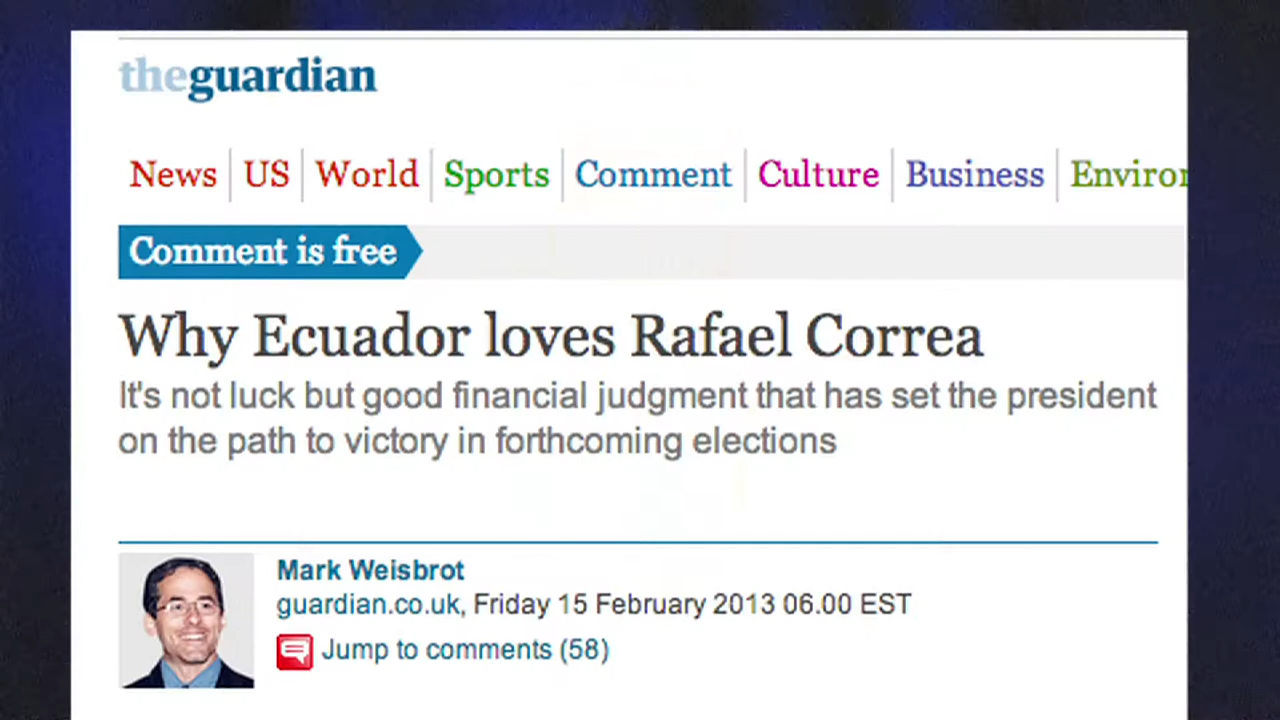 theguardian
News US World Sports Comment Culture Business Environ
Comment is free
Why Ecuador loves Rafael Correa
It's not luck but good financial judgment that has set the president
on the path to victory in forthcoming elections
Mark Weisbrot
guardian.co.uk, Friday 15 February 2013 06.00 EST
Jump to comments (58)